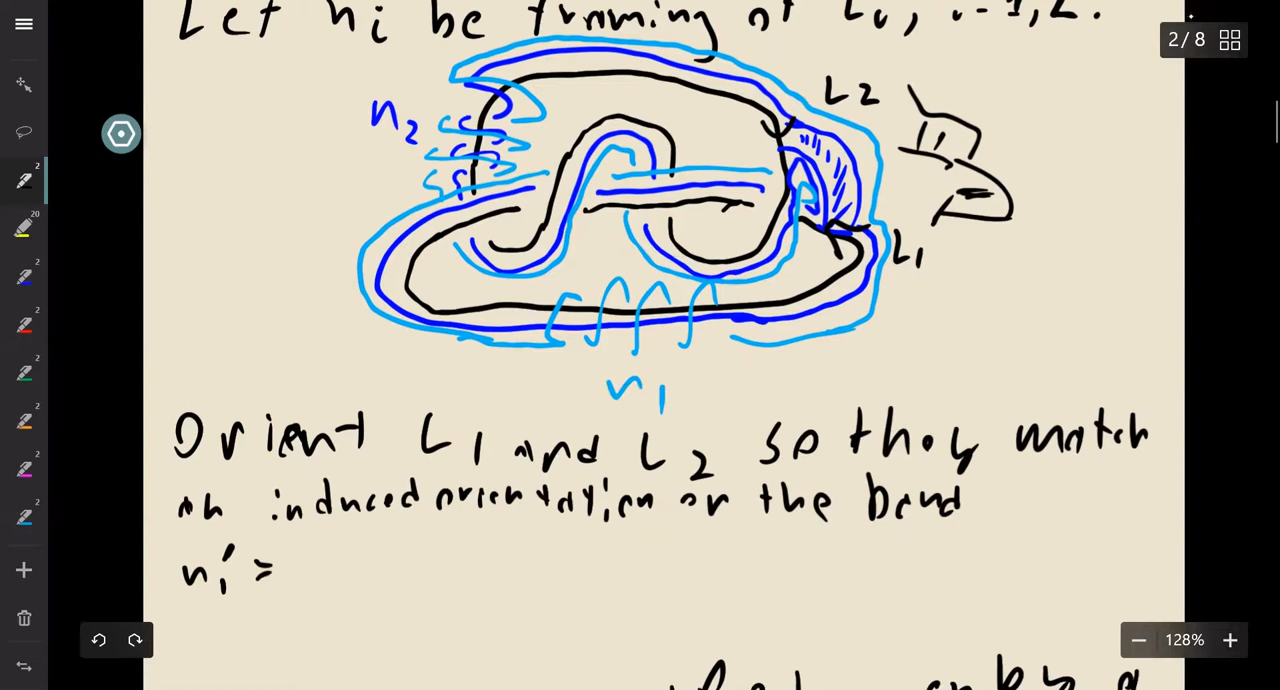 Let ni be framing of Li, i=1,2.
2/8
L2
n2
L1
n1
Orient L1 and L2 so they match
an induced orientation on the band
n1' =
128%